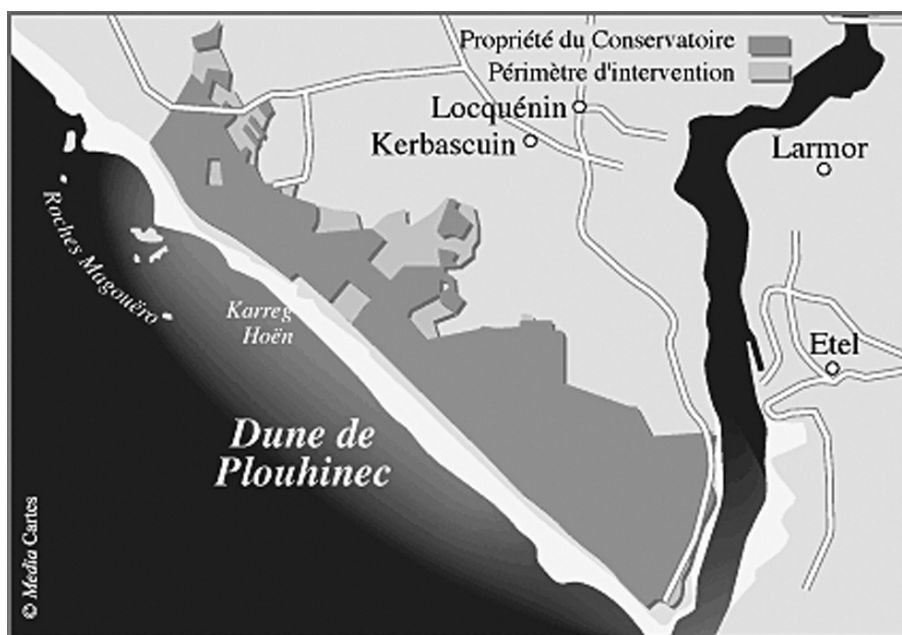 Propriété du Conservatoire
Périmètre d'intervention
Locquénin
Kerbascuin
Larmor
Roches Magouëro
Karreg
Hoën
Etel
Dune de
Plouhinec
© Media Cartes